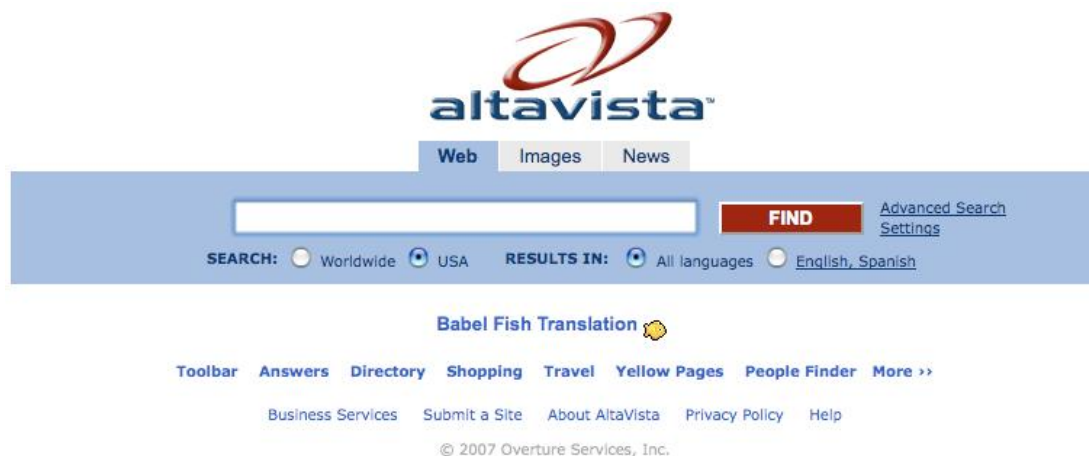 altavista™
Web Images News
FIND Advanced Search
Settings
SEARCH: Worldwide USA RESULTS IN: All languages English, Spanish
Babel Fish Translation
Toolbar Answers Directory Shopping Travel Yellow Pages People Finder More ››
Business Services Submit a Site About AltaVista Privacy Policy Help
© 2007 Overture Services, Inc.